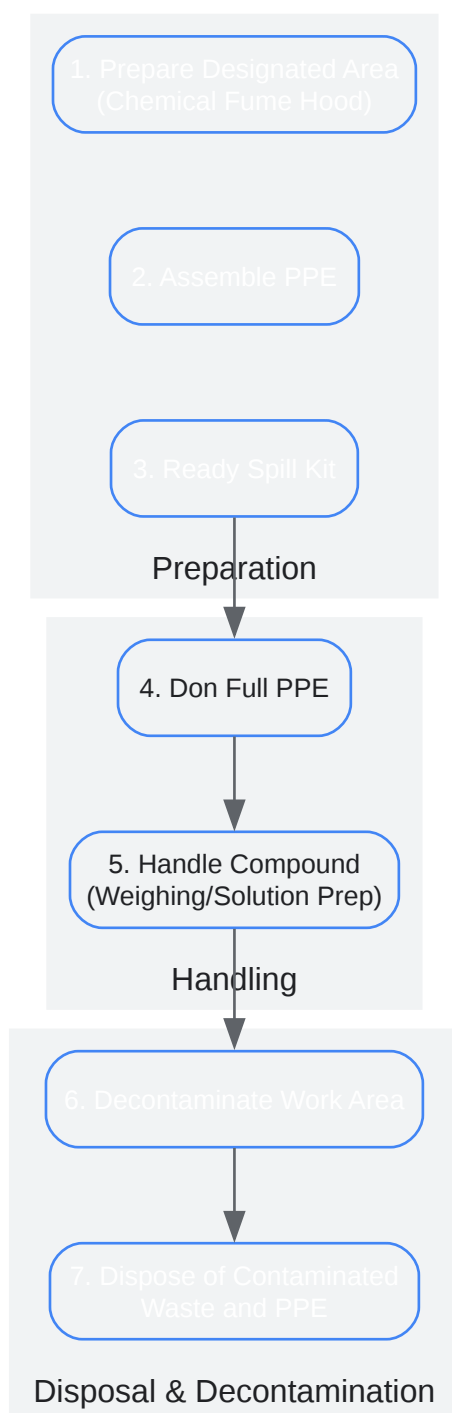 1. Prepare Designated Area
(Chemical Fume Hood)
2. Assemble PPE
3. Ready Spill Kit
Preparation
4. Don Full PPE
5. Handle Compound
(Weighing/Solution Prep)
Handling
6. Decontaminate Work Area
7. Dispose of Contaminated
Waste and PPE
Disposal & Decontamination